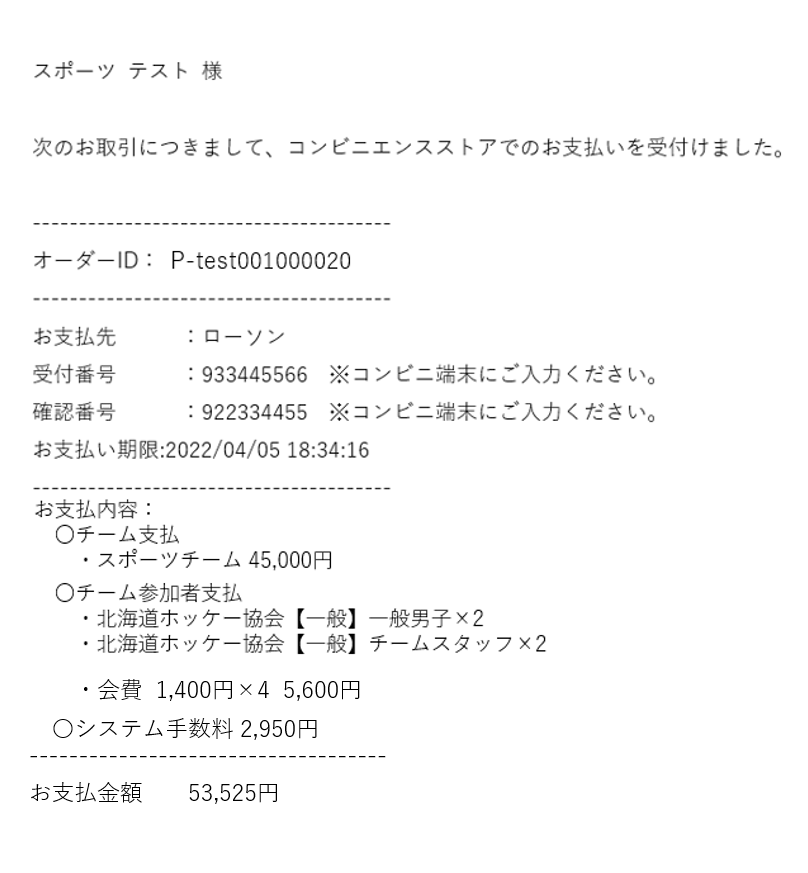 スポーツ テスト 様
次のお取引につきまして、コンビニエンスストアでのお支払いを受付けました。
---------------------------------------
オーダーID： P-test001000020
---------------------------------------
お支払先　　　：ローソン
受付番号　　　：933445566　※コンビニ端末にご入力ください。
確認番号　　　：922334455　※コンビニ端末にご入力ください。
お支払い期限:2022/04/05 18:34:16
---------------------------------------
お支払内容：
〇チーム支払
・スポーツチーム 45,000円
〇チーム参加者支払
・北海道ホッケー協会【一般】一般男子×2
・北海道ホッケー協会【一般】チームスタッフ×2
・会費 1,400円×4 5,600円
〇システム手数料 2,950円
------------------------------------
お支払金額　　53,525円